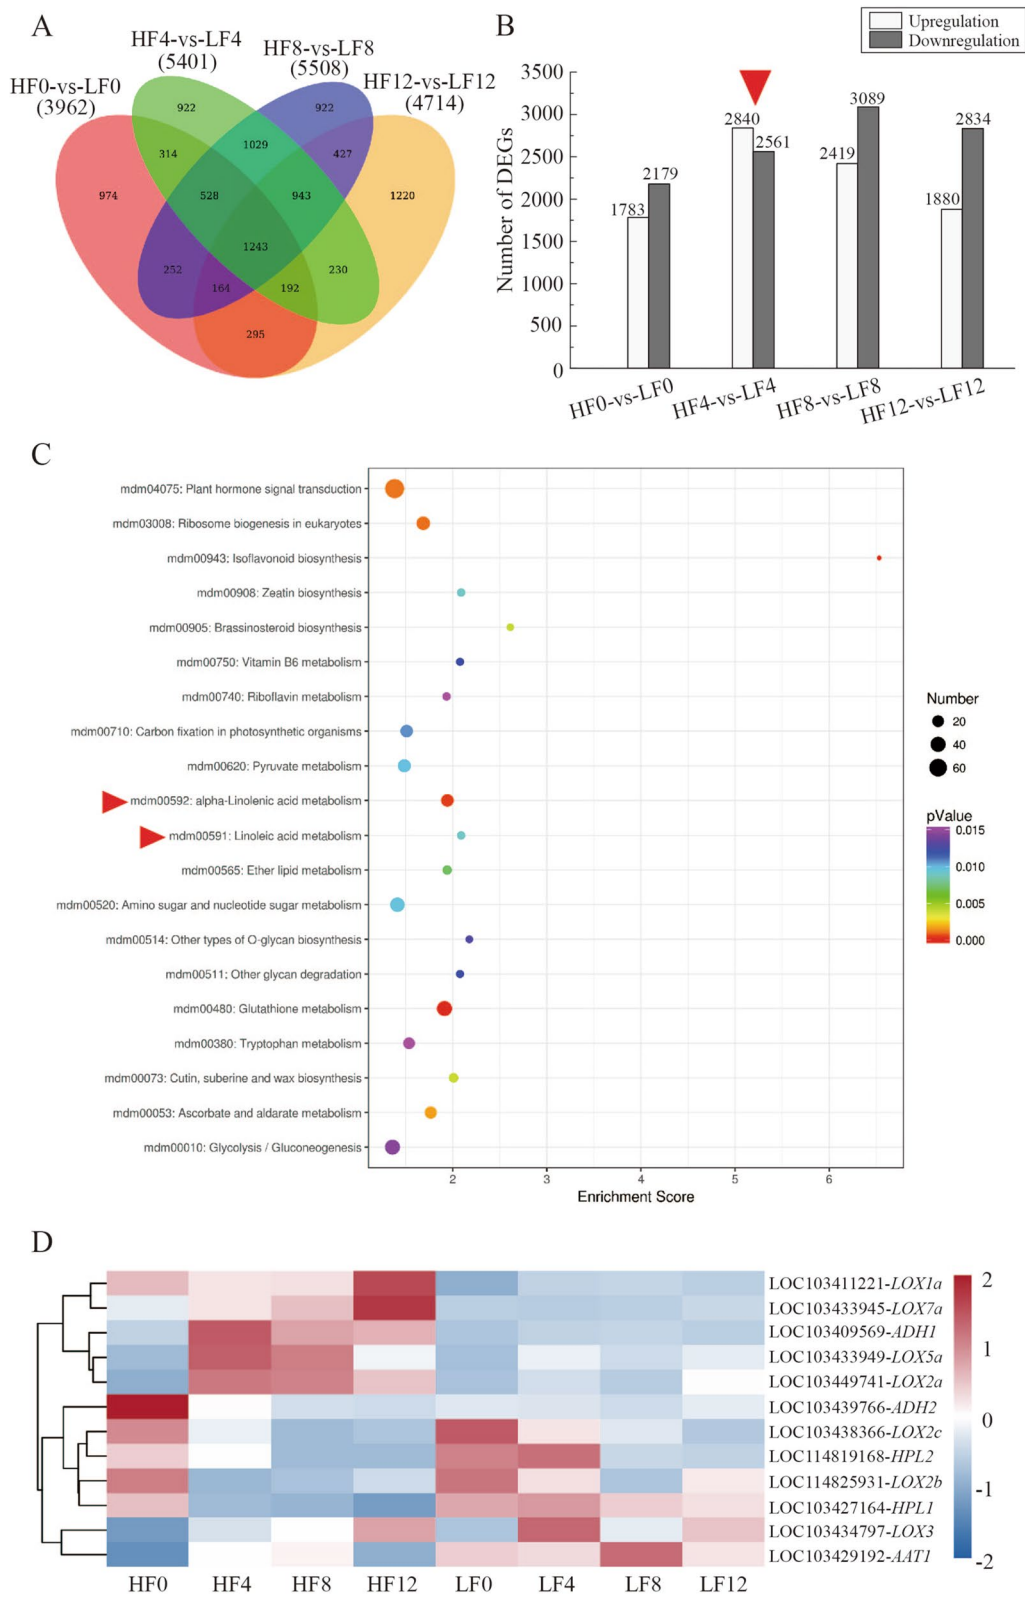 A
HF4-vs-LF4
(5401)
HF8-vs-LF8
(5508)
HF0-vs-LF0
(3962)
HF12-vs-LF12
(4714)
922
922
314
1029
427
974
528
943
1220
1243
252
230
164
192
295
B
Upregulation
Downregulation
Number of DEGs
3500
3000
2500
2000
1500
1000
500
0
1783
2179
2840
2561
2419
3089
1880
2834
HF0-vs-LF0
HF4-vs-LF4
HF8-vs-LF8
HF12-vs-LF12
C
mdm04075: Plant hormone signal transduction
mdm03008: Ribosome biogenesis in eukaryotes
mdm00943: Isoflavonoid biosynthesis
mdm00908: Zeatin biosynthesis
mdm00905: Brassinosteroid biosynthesis
mdm00750: Vitamin B6 metabolism
mdm00740: Riboflavin metabolism
mdm00710: Carbon fixation in photosynthetic organisms
mdm00620: Pyruvate metabolism
mdm00592: alpha-Linolenic acid metabolism
mdm00591: Linoleic acid metabolism
mdm00565: Ether lipid metabolism
mdm00520: Amino sugar and nucleotide sugar metabolism
mdm00514: Other types of O-glycan biosynthesis
mdm00511: Other glycan degradation
mdm00480: Glutathione metabolism
mdm00380: Tryptophan metabolism
mdm00073: Cutin, suberine and wax biosynthesis
mdm00053: Ascorbate and aldarate metabolism
mdm00010: Glycolysis / Gluconeogenesis
2 3 4 5 6
Enrichment Score
Number
20
40
60
pValue
0.015
0.010
0.005
0.000
D
LOC103411221-LOX1a
LOC103433945-LOX7a
LOC103409569-ADH1
LOC103433949-LOX5a
LOC103449741-LOX2a
LOC103439766-ADH2
LOC103438366-LOX2c
LOC114819168-HPL2
LOC114825931-LOX2b
LOC103427164-HPL1
LOC103434797-LOX3
LOC103429192-AAT1
2
1
0
-1
-2
HF0 HF4 HF8 HF12 LF0 LF4 LF8 LF12